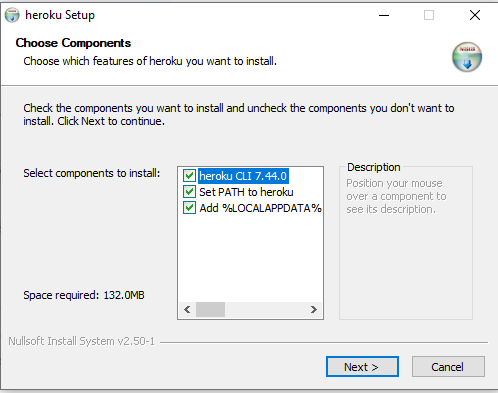 heroku Setup
Choose Components
Choose which features of heroku you want to install.
Check the components you want to install and uncheck the components you don't want to
install. Click Next to continue.
Select components to install:
heroku CLI 7.44.0
Set PATH to heroku
Add %LOCALAPPDATA%
Description
Position your mouse
over a component to
see its description.
Space required: 132.0MB
Nullsoft Install System v2.50-1
Next >
Cancel